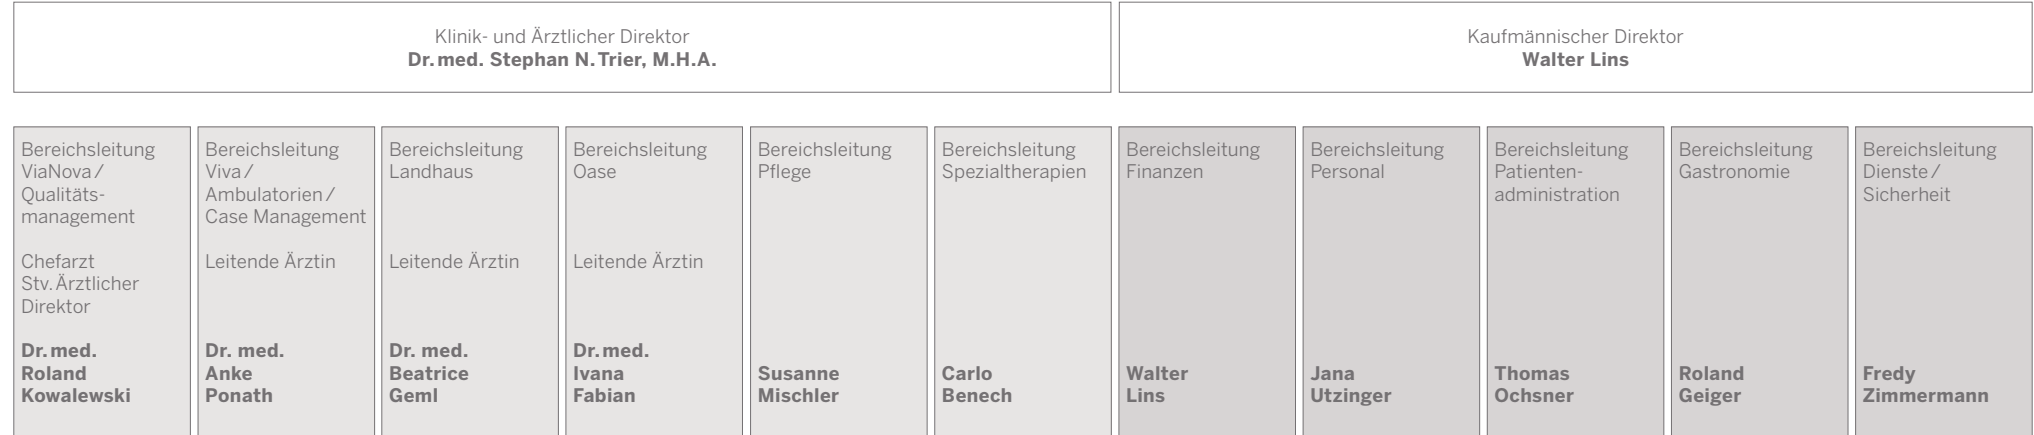 Klinik- und Ärztlicher Direktor
Dr. med. Stephan N. Trier, M.H.A.
Kaufmännischer Direktor
Walter Lins
Bereichsleitung
ViaNova /
Qualitäts-
management
Chefarzt
Stv. Ärztlicher
Direktor
Dr. med.
Roland
Kowalewski
Bereichsleitung
Viva /
Ambulatorien /
Case Management
Leitende Ärztin
Dr. med.
Anke
Ponath
Bereichsleitung
Landhaus
Leitende Ärztin
Dr. med.
Beatrice
Geml
Bereichsleitung
Oase
Leitende Ärztin
Dr. med.
Ivana
Fabian
Bereichsleitung
Pflege
Susanne
Mischler
Bereichsleitung
Spezialtherapien
Carlo
Benech
Bereichsleitung
Finanzen
Walter
Lins
Bereichsleitung
Personal
Jana
Utzinger
Bereichsleitung
Patienten-
administration
Thomas
Ochsner
Bereichsleitung
Gastronomie
Roland
Geiger
Bereichsleitung
Dienste /
Sicherheit
Fredy
Zimmermann